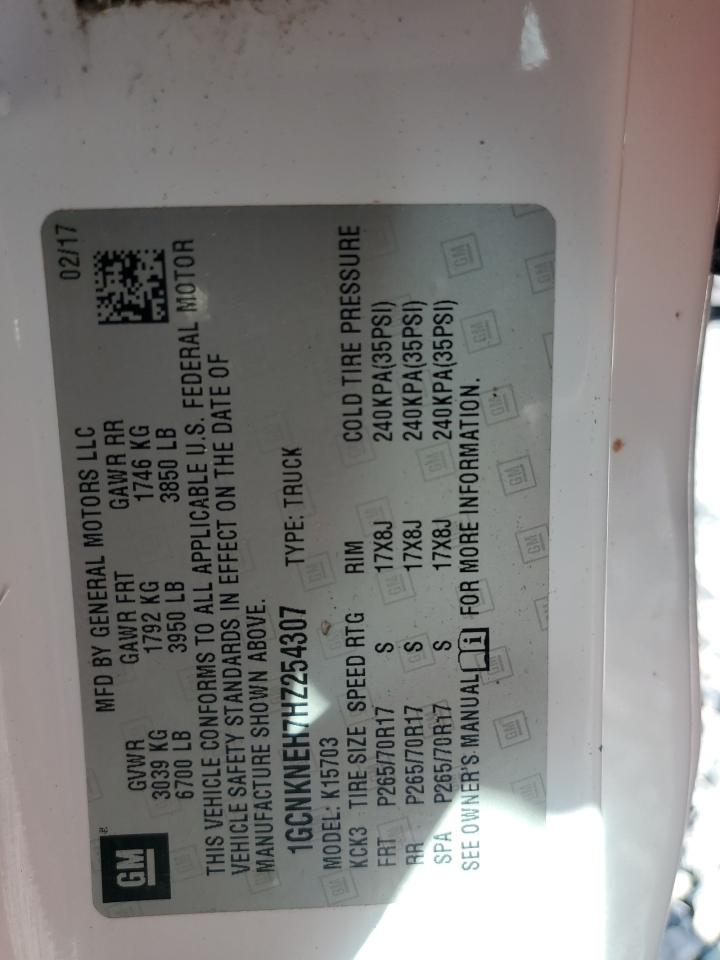 GM
MFD BY GENERAL MOTORS LLC 02/17
GVWR GAWR FRT GAWR RR
3039 KG 1792 KG 1746 KG
6700 LB 3950 LB 3850 LB
THIS VEHICLE CONFORMS TO ALL APPLICABLE U.S. FEDERAL MOTOR
VEHICLE SAFETY STANDARDS IN EFFECT ON THE DATE OF
MANUFACTURE SHOWN ABOVE.
1GCNKNEH7HZ254307 TYPE: TRUCK
MODEL: K15703
KCK3 TIRE SIZE SPEED RTG RIM COLD TIRE PRESSURE
FRT P265/70R17 S 17X8J 240KPA(35PSI)
RR P265/70R17 S 17X8J 240KPA(35PSI)
SPA P265/70R17 S 17X8J 240KPA(35PSI)
SEE OWNER'S MANUAL i FOR MORE INFORMATION.